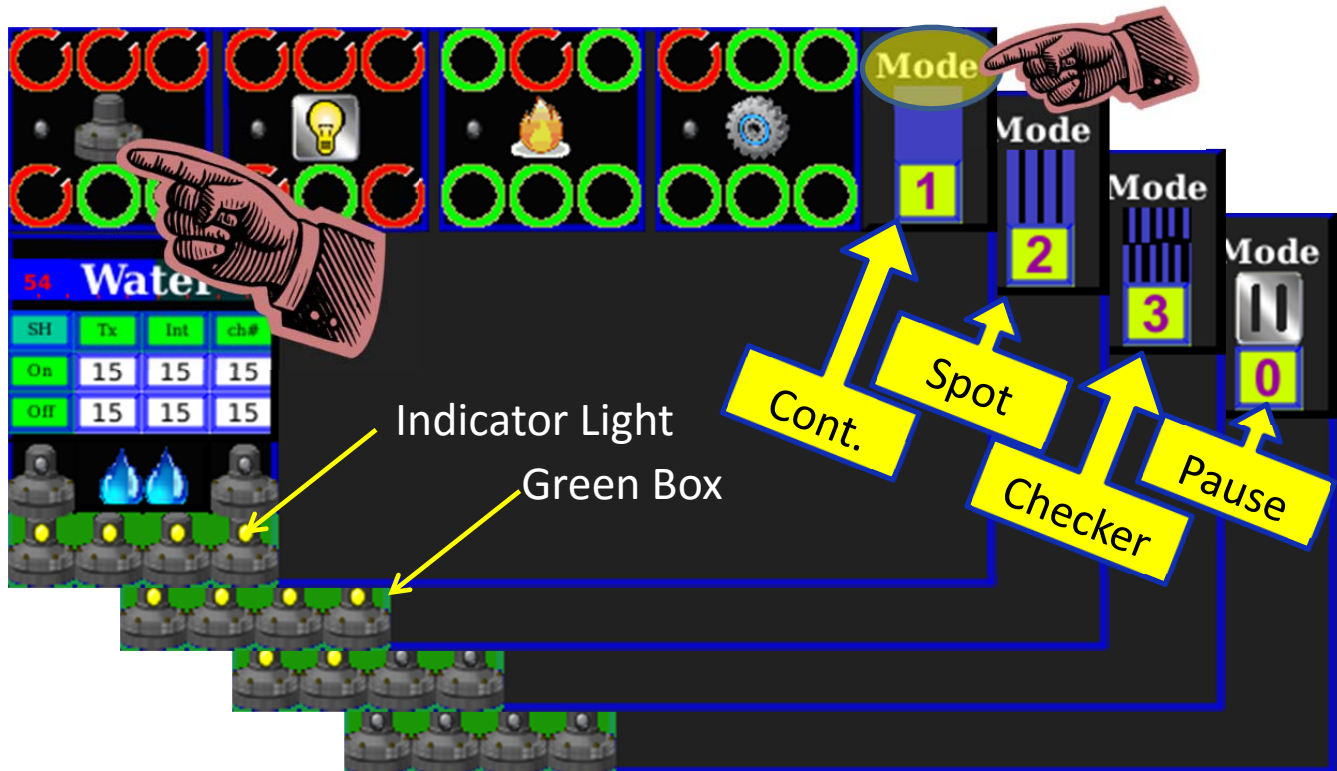 Mode
1
Mode
2
Mode
3
Mode
0
54 Water
SH Tx Int ch#
On 15 15 15
Off 15 15 15
Indicator Light
Green Box
Cont.
Spot
Checker
Pause